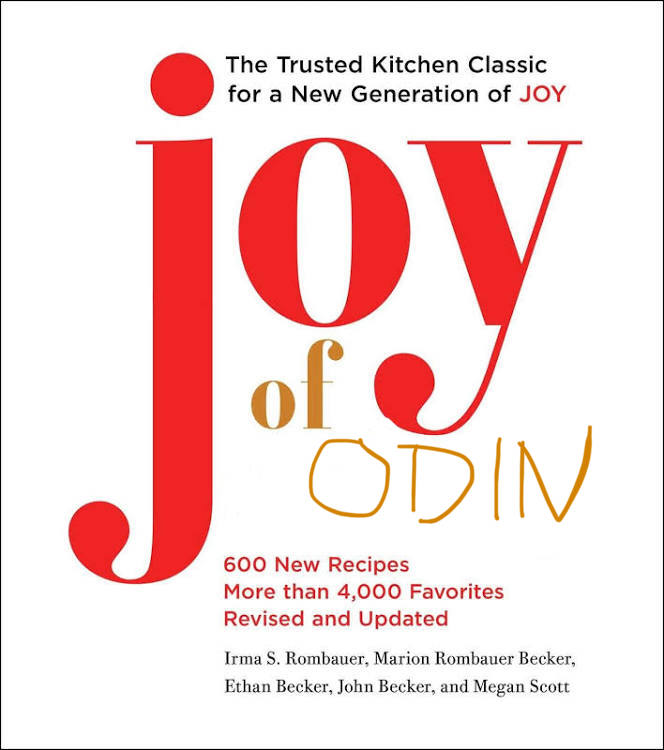 The Trusted Kitchen Classic
for a New Generation of JOY
joy
of
ODIN
600 New Recipes
More than 4,000 Favorites
Revised and Updated
Irma S. Rombauer, Marion Rombauer Becker,
Ethan Becker, John Becker, and Megan Scott